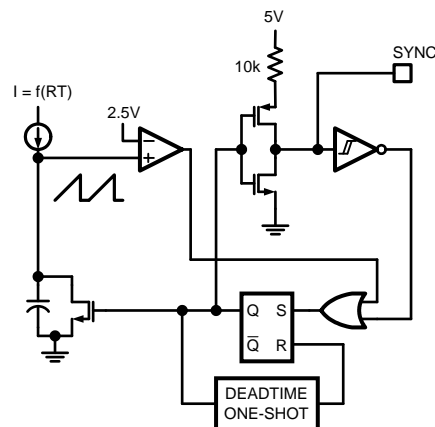 5V
SYNC
10k
I = f(RT)
2.5V
−
+
Q S
Q̅ R
DEADTIME
ONE-SHOT